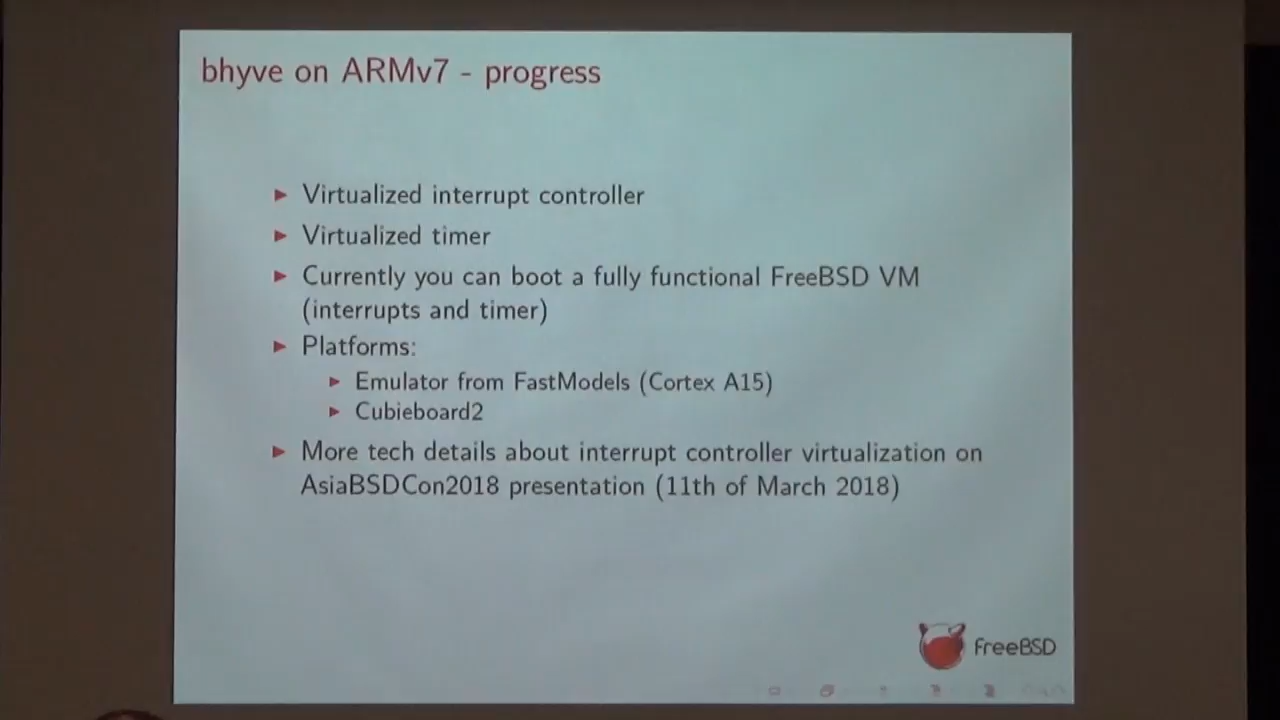 bhyve on ARMv7 - progress
Virtualized interrupt controller
Virtualized timer
Currently you can boot a fully functional FreeBSD VM
(interrupts and timer)
Platforms:
Emulator from FastModels (Cortex A15)
Cubieboard2
More tech details about interrupt controller virtualization on
AsiaBSDCon2018 presentation (11th of March 2018)
FreeBSD